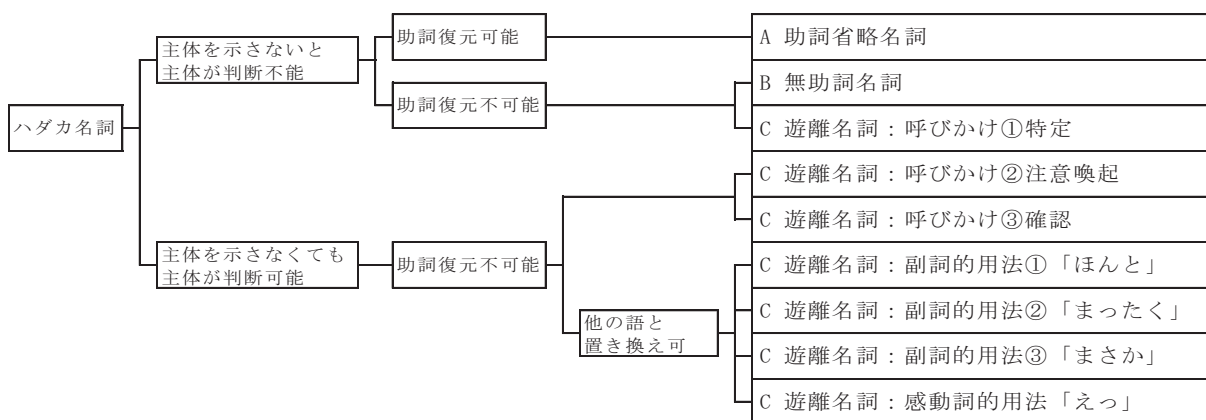 ハダカ名詞
主体を示さないと
主体が判断不能
助詞復元可能
助詞復元不可能
A 助詞省略名詞
B 無助詞名詞
C 遊離名詞：呼びかけ①特定
主体を示さなくても
主体が判断可能
助詞復元不可能
C 遊離名詞：呼びかけ②注意喚起
C 遊離名詞：呼びかけ③確認
他の語と
置き換え可
C 遊離名詞：副詞的用法①「ほんと」
C 遊離名詞：副詞的用法②「まったく」
C 遊離名詞：副詞的用法③「まさか」
C 遊離名詞：感動詞的用法「えっ」